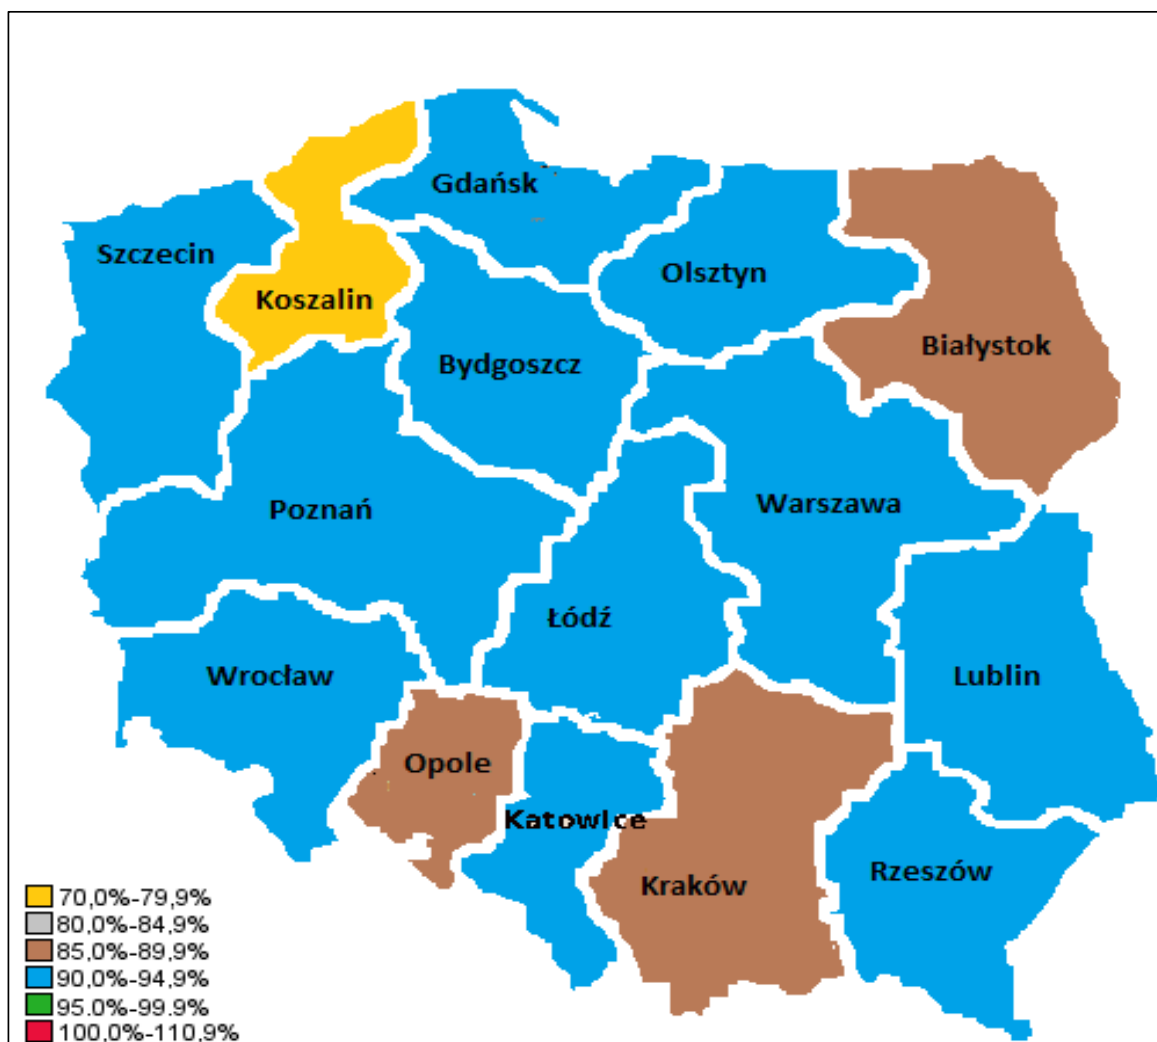 Gdańsk
Szczecin
Olsztyn
Koszalin
Białystok
Bydgoszcz
Poznań
Warszawa
Łódź
Wrocław
Lublin
Opole
Katowice
Rzeszów
Kraków
70,0%-79,9%
80,0%-84,9%
85,0%-89,9%
90,0%-94,9%
95.0%-99.9%
100,0%-110,9%